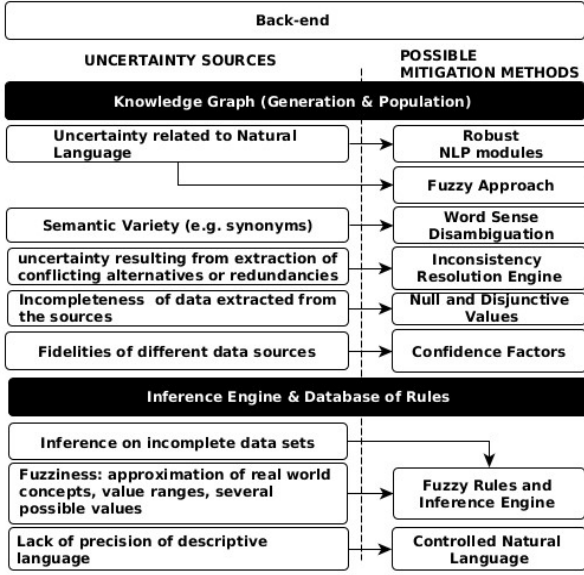 Back-end
UNCERTAINTY SOURCES
POSSIBLE
MITIGATION METHODS
Knowledge Graph (Generation & Population)
Uncertainty related to Natural
Language
Robust
NLP modules
Fuzzy Approach
Semantic Variety (e.g. synonyms)
Word Sense
Disambiguation
uncertainty resulting from extraction of
conflicting alternatives or redundancies
Inconsistency
Resolution Engine
Incompleteness of data extracted from
the sources
Null and Disjunctive
Values
Fidelities of different data sources
Confidence Factors
Inference Engine & Database of Rules
Inference on incomplete data sets
Fuzziness: approximation of real world
concepts, value ranges, several
possible values
Fuzzy Rules and
Inference Engine
Lack of precision of descriptive
language
Controlled Natural
Language